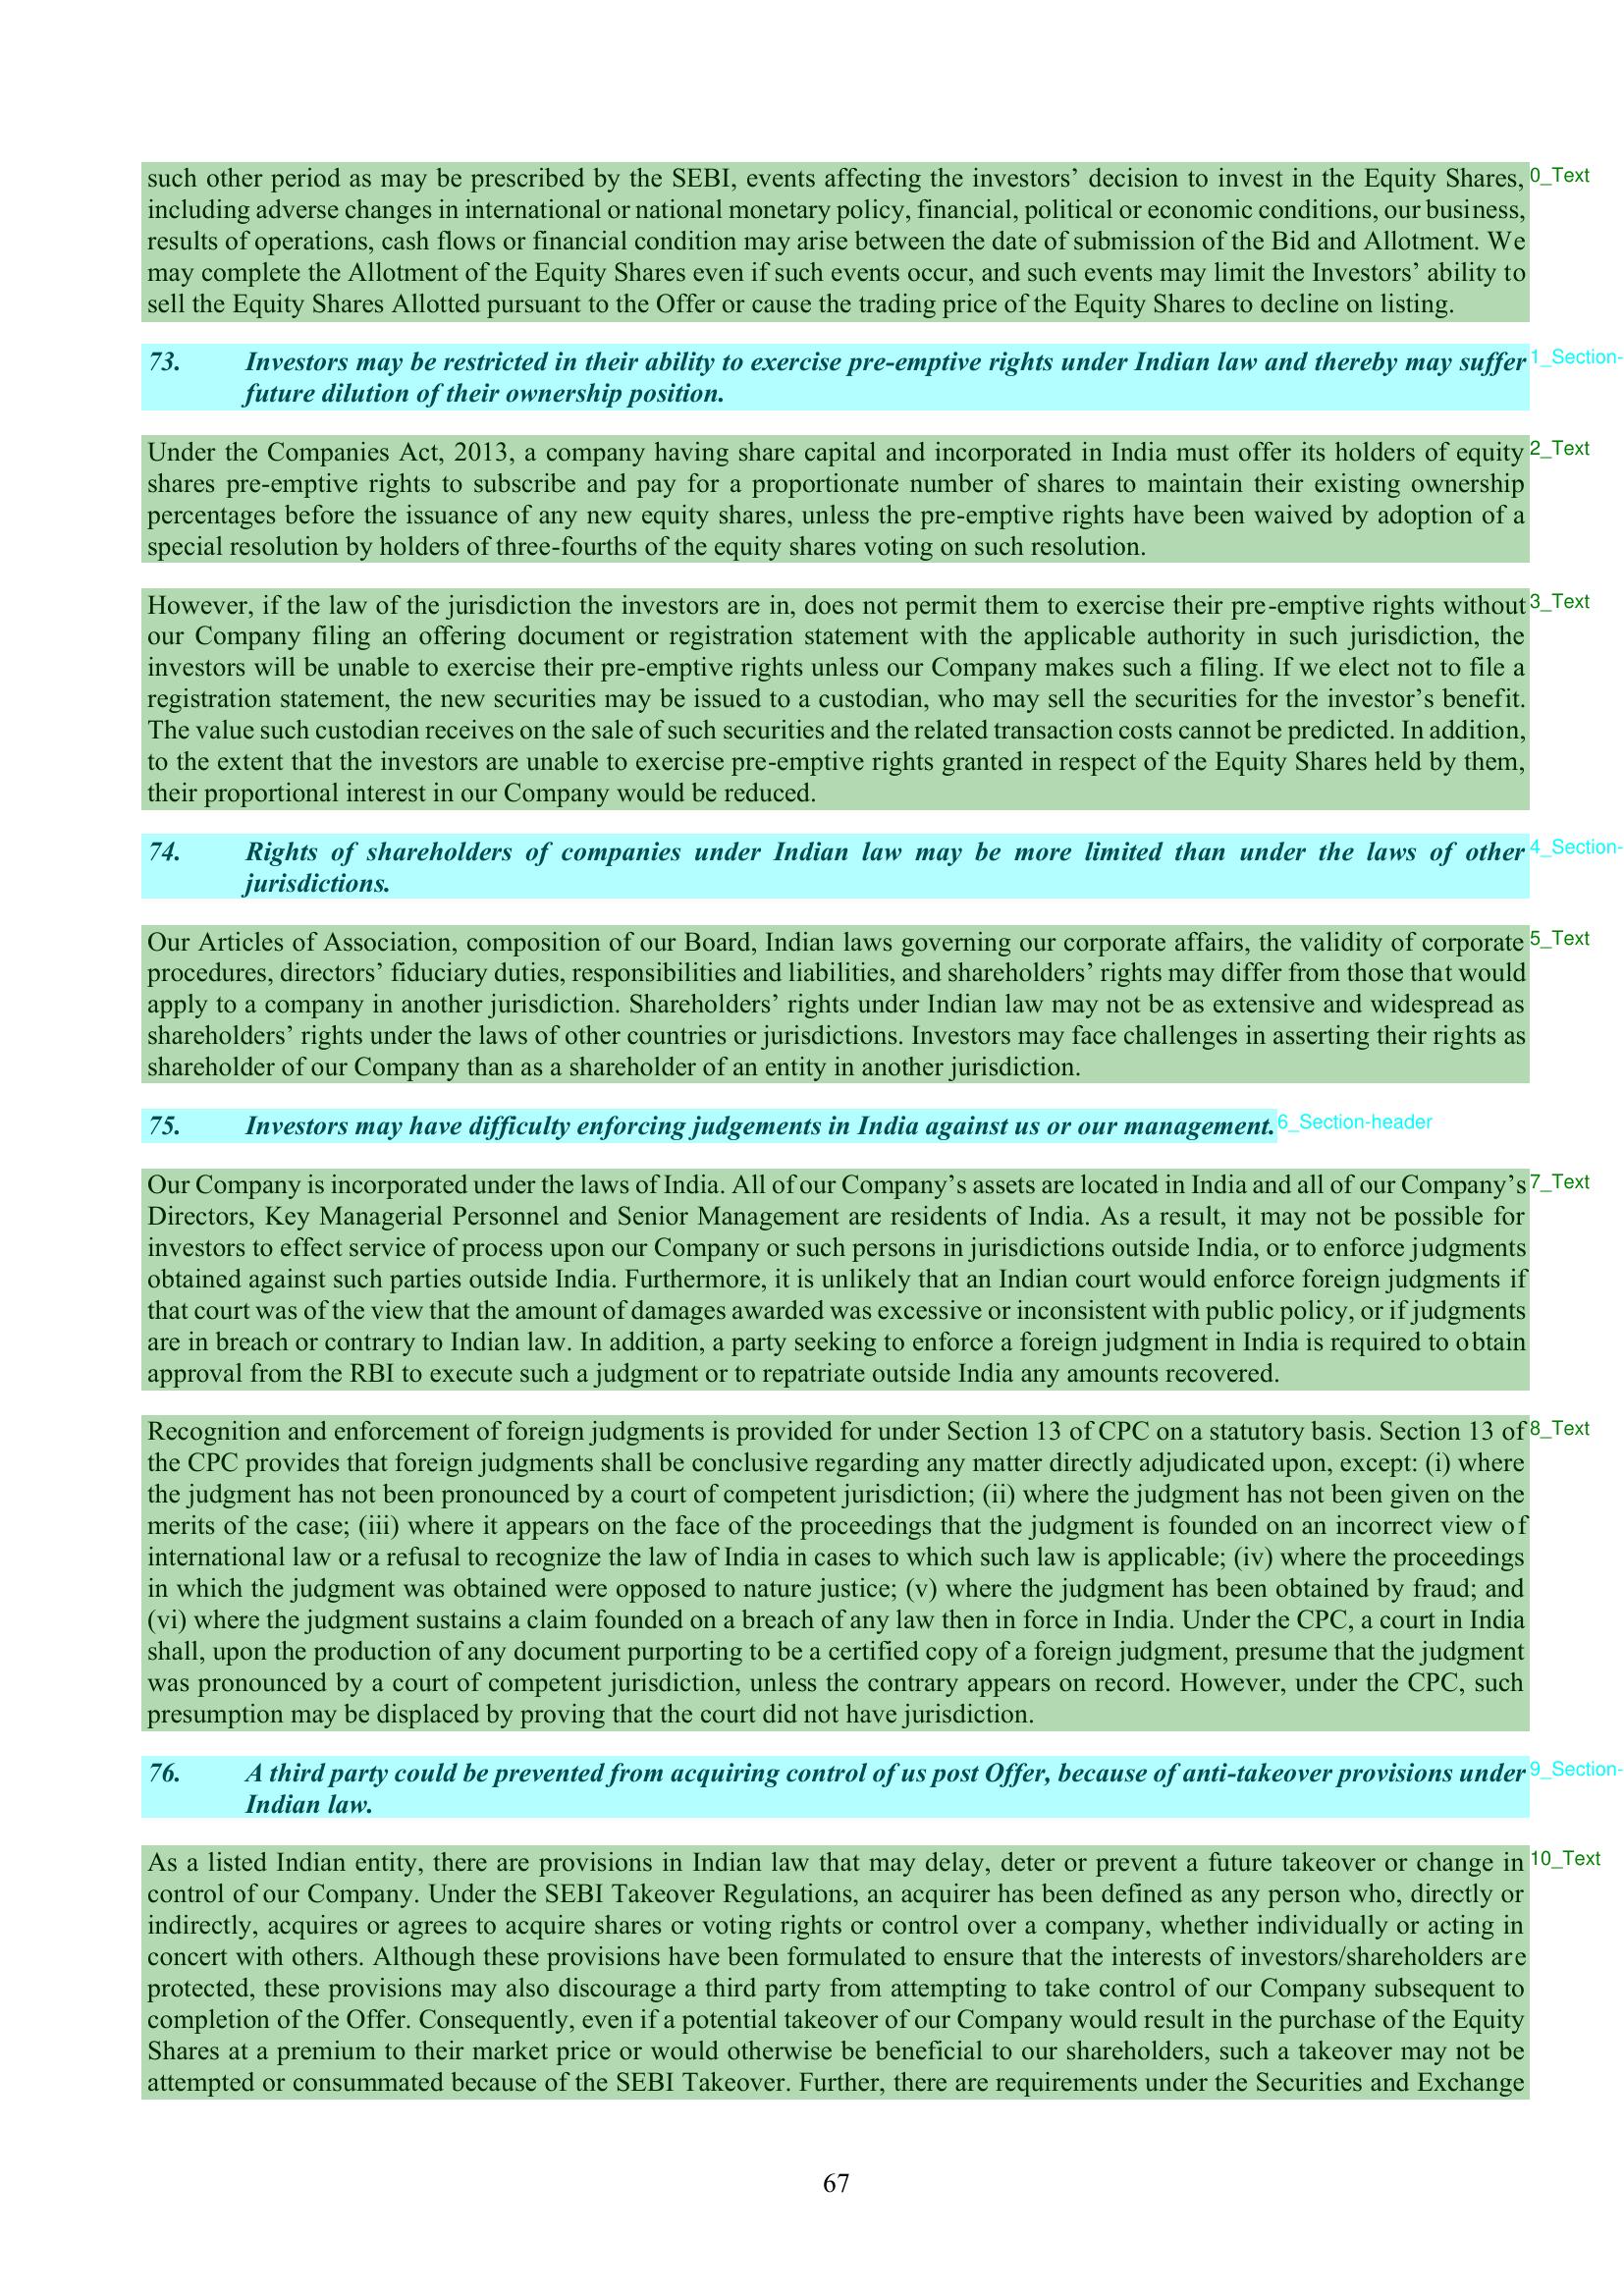 such other period as may be prescribed by the SEBI, events affecting the investors’ decision to invest in the Equity Shares, 0_Text
including adverse changes in international or national monetary policy, financial, political or economic conditions, our business,
results of operations, cash flows or financial condition may arise between the date of submission of the Bid and Allotment. We
may complete the Allotment of the Equity Shares even if such events occur, and such events may limit the Investors’ ability to
sell the Equity Shares Allotted pursuant to the Offer or cause the trading price of the Equity Shares to decline on listing.
73. Investors may be restricted in their ability to exercise pre-emptive rights under Indian law and thereby may suffer 1_Section-
future dilution of their ownership position.
Under the Companies Act, 2013, a company having share capital and incorporated in India must offer its holders of equity 2_Text
shares pre-emptive rights to subscribe and pay for a proportionate number of shares to maintain their existing ownership
percentages before the issuance of any new equity shares, unless the pre-emptive rights have been waived by adoption of a
special resolution by holders of three-fourths of the equity shares voting on such resolution.
However, if the law of the jurisdiction the investors are in, does not permit them to exercise their pre-emptive rights without 3_Text
our Company filing an offering document or registration statement with the applicable authority in such jurisdiction, the
investors will be unable to exercise their pre-emptive rights unless our Company makes such a filing. If we elect not to file a
registration statement, the new securities may be issued to a custodian, who may sell the securities for the investor’s benefit.
The value such custodian receives on the sale of such securities and the related transaction costs cannot be predicted. In addition,
to the extent that the investors are unable to exercise pre-emptive rights granted in respect of the Equity Shares held by them,
their proportional interest in our Company would be reduced.
74. Rights of shareholders of companies under Indian law may be more limited than under the laws of other 4_Section-
jurisdictions.
Our Articles of Association, composition of our Board, Indian laws governing our corporate affairs, the validity of corporate 5_Text
procedures, directors’ fiduciary duties, responsibilities and liabilities, and shareholders’ rights may differ from those that would
apply to a company in another jurisdiction. Shareholders’ rights under Indian law may not be as extensive and widespread as
shareholders’ rights under the laws of other countries or jurisdictions. Investors may face challenges in asserting their rights as
shareholder of our Company than as a shareholder of an entity in another jurisdiction.
75. Investors may have difficulty enforcing judgements in India against us or our management. 6_Section-header
Our Company is incorporated under the laws of India. All of our Company’s assets are located in India and all of our Company’s 7_Text
Directors, Key Managerial Personnel and Senior Management are residents of India. As a result, it may not be possible for
investors to effect service of process upon our Company or such persons in jurisdictions outside India, or to enforce judgments
obtained against such parties outside India. Furthermore, it is unlikely that an Indian court would enforce foreign judgments if
that court was of the view that the amount of damages awarded was excessive or inconsistent with public policy, or if judgments
are in breach or contrary to Indian law. In addition, a party seeking to enforce a foreign judgment in India is required to obtain
approval from the RBI to execute such a judgment or to repatriate outside India any amounts recovered.
Recognition and enforcement of foreign judgments is provided for under Section 13 of CPC on a statutory basis. Section 13 of 8_Text
the CPC provides that foreign judgments shall be conclusive regarding any matter directly adjudicated upon, except: (i) where
the judgment has not been pronounced by a court of competent jurisdiction; (ii) where the judgment has not been given on the
merits of the case; (iii) where it appears on the face of the proceedings that the judgment is founded on an incorrect view of
international law or a refusal to recognize the law of India in cases to which such law is applicable; (iv) where the proceedings
in which the judgment was obtained were opposed to nature justice; (v) where the judgment has been obtained by fraud; and
(vi) where the judgment sustains a claim founded on a breach of any law then in force in India. Under the CPC, a court in India
shall, upon the production of any document purporting to be a certified copy of a foreign judgment, presume that the judgment
was pronounced by a court of competent jurisdiction, unless the contrary appears on record. However, under the CPC, such
presumption may be displaced by proving that the court did not have jurisdiction.
76. A third party could be prevented from acquiring control of us post Offer, because of anti-takeover provisions under 9_Section-
Indian law.
As a listed Indian entity, there are provisions in Indian law that may delay, deter or prevent a future takeover or change in 10_Text
control of our Company. Under the SEBI Takeover Regulations, an acquirer has been defined as any person who, directly or
indirectly, acquires or agrees to acquire shares or voting rights or control over a company, whether individually or acting in
concert with others. Although these provisions have been formulated to ensure that the interests of investors/shareholders are
protected, these provisions may also discourage a third party from attempting to take control of our Company subsequent to
completion of the Offer. Consequently, even if a potential takeover of our Company would result in the purchase of the Equity
Shares at a premium to their market price or would otherwise be beneficial to our shareholders, such a takeover may not be
attempted or consummated because of the SEBI Takeover. Further, there are requirements under the Securities and Exchange
67